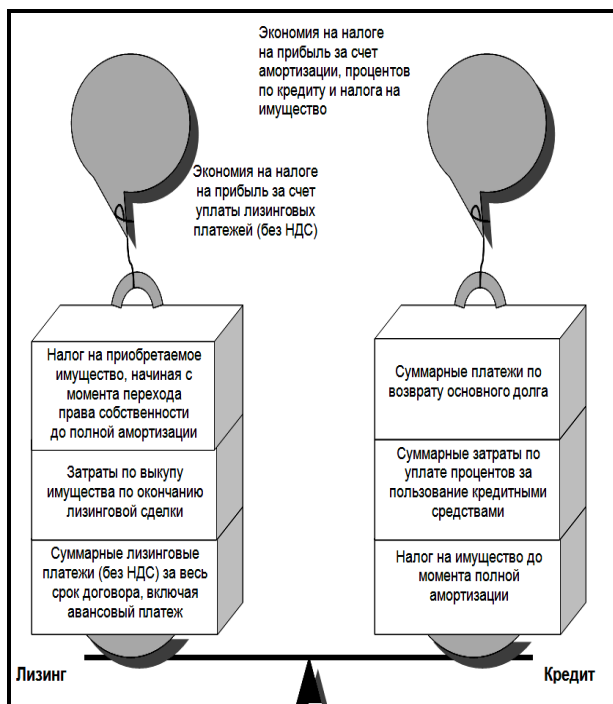 Экономия на налоге
на прибыль за счет
амортизации, процентов
по кредиту и налога на
имущество
Экономия на налоге
на прибыль за счет
уплаты лизинговых
платежей (без НДС)
Налог на приобретаемое
имущество, начиная с
момента перехода
права собственности
до полной амортизации
Затраты по выкупу
имущества по окончанию
лизинговой сделки
Суммарные лизинговые
платежи (без НДС) за весь
срок договора, включая
авансовый платеж
Суммарные платежи по
возврату основного долга
Суммарные затраты по
уплате процентов за
пользование кредитными
средствами
Налог на имущество до
момента полной
амортизации
Лизинг
Кредит